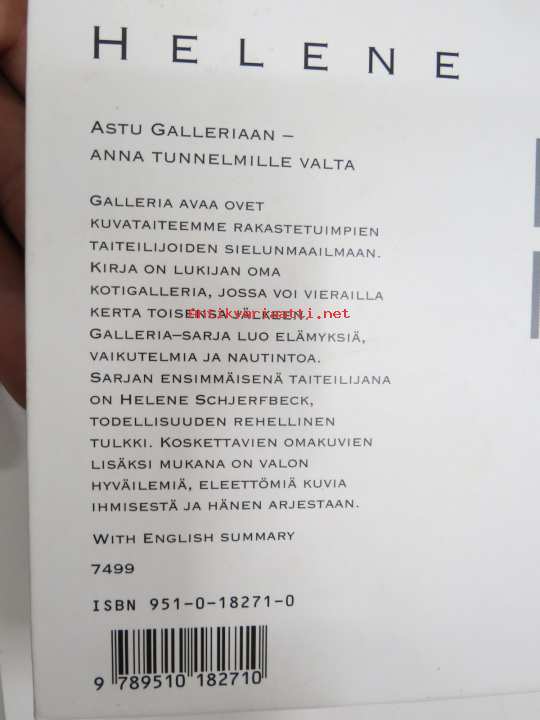 HELENE
ASTU GALLERIAAN –
ANNA TUNNELMILLE VALTA
GALLERIA AVAA OVET
KUVATAITEEMME RAKASTETUIMPIEN
TAITEILIJOIDEN SIELUNMAAILMAAN.
KIRJA ON LUKIJAN OMA
KOTIGALLERIA, JOSSA VOI VIERAILLA
KERTA TOISENSA JÄLKEEN.
antikvariaatti.net
GALLERIA–SARJA LUO ELÄMYKSIÄ,
VAIKUTELMIA JA NAUTINTOA.
SARJAN ENSIMMÄISENÄ TAITEILIJANA
ON HELENE SCHJERFBECK,
TODELLISUUDEN REHELLINEN
TULKKI. KOSKETTAVIEN OMAKUVIEN
LISÄKSI MUKANA ON VALON
HYVÄILEMIÄ, ELEETTÖMIÄ KUVIA
IHMISESTÄ JA HÄNEN ARJESTAAN.
WITH ENGLISH SUMMARY
7499
ISBN 951-0-18271-0
9 789510 182710